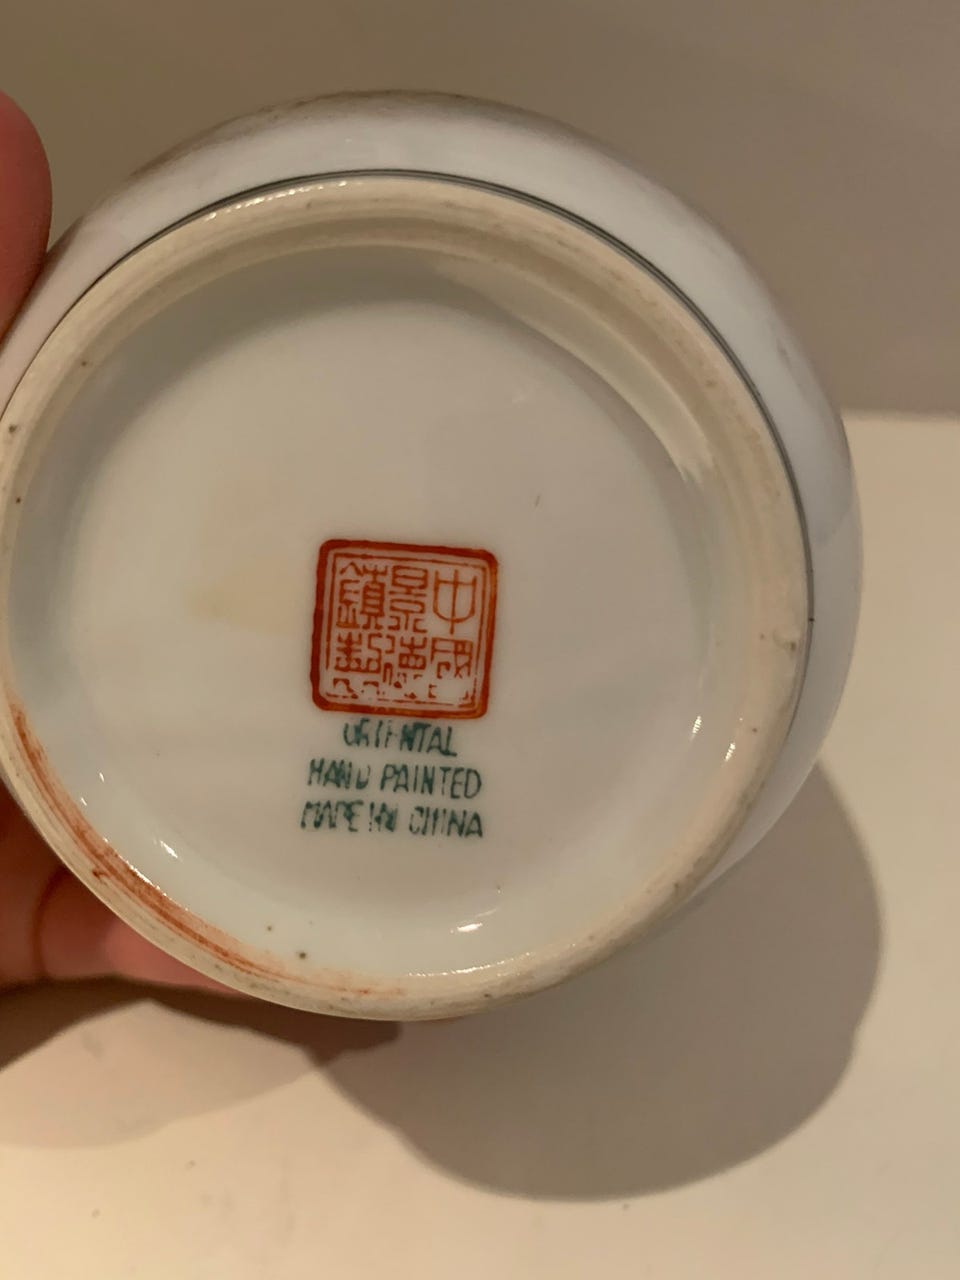 中國
景德
鎮製
ORIENTAL
HAND PAINTED
MADE IN CHINA